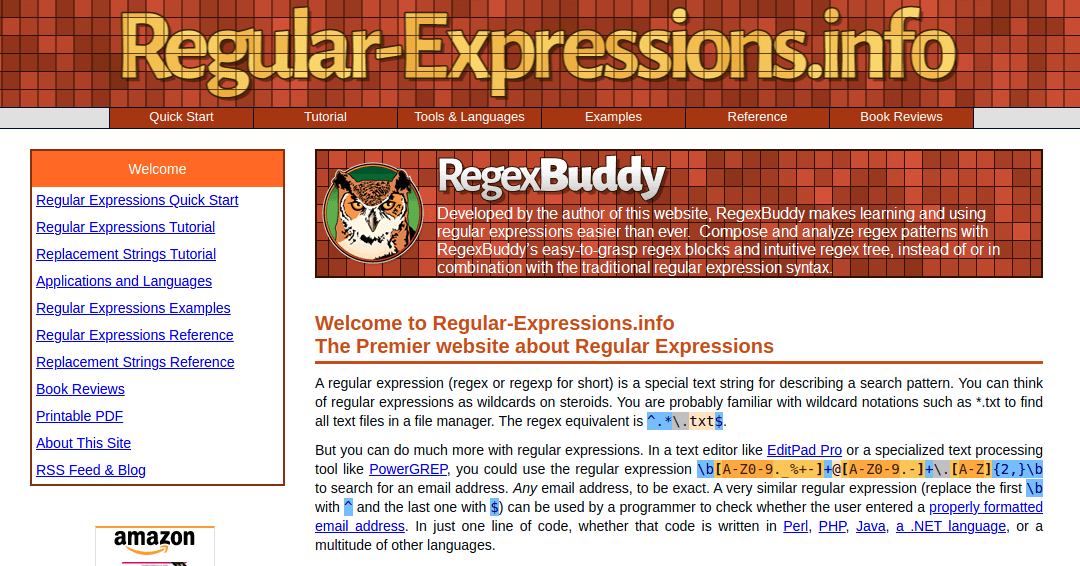 Regular-Expressions.info
Quick Start
Tutorial
Tools & Languages
Examples
Reference
Book Reviews
Welcome
Regular Expressions Quick Start
Regular Expressions Tutorial
Replacement Strings Tutorial
Applications and Languages
Regular Expressions Examples
Regular Expressions Reference
Replacement Strings Reference
Book Reviews
Printable PDF
About This Site
RSS Feed & Blog
amazon
RegexBuddy
Developed by the author of this website, RegexBuddy makes learning and using
regular expressions easier than ever.  Compose and analyze regex patterns with
RegexBuddy's easy-to-grasp regex blocks and intuitive regex tree, instead of or in
combination with the traditional regular expression syntax.
Welcome to Regular-Expressions.info
The Premier website about Regular Expressions
A regular expression (regex or regexp for short) is a special text string for describing a search pattern. You can think
of regular expressions as wildcards on steroids. You are probably familiar with wildcard notations such as *.txt to find
all text files in a file manager. The regex equivalent is ^.*\.txt$.
But you can do much more with regular expressions. In a text editor like EditPad Pro or a specialized text processing
tool like PowerGREP, you could use the regular expression \b[A-Z0-9._%+-]+@[A-Z0-9.-]+\.[A-Z]{2,}\b
to search for an email address. Any email address, to be exact. A very similar regular expression (replace the first \b
with ^ and the last one with $) can be used by a programmer to check whether the user entered a properly formatted
email address. In just one line of code, whether that code is written in Perl, PHP, Java, a .NET language, or a
multitude of other languages.